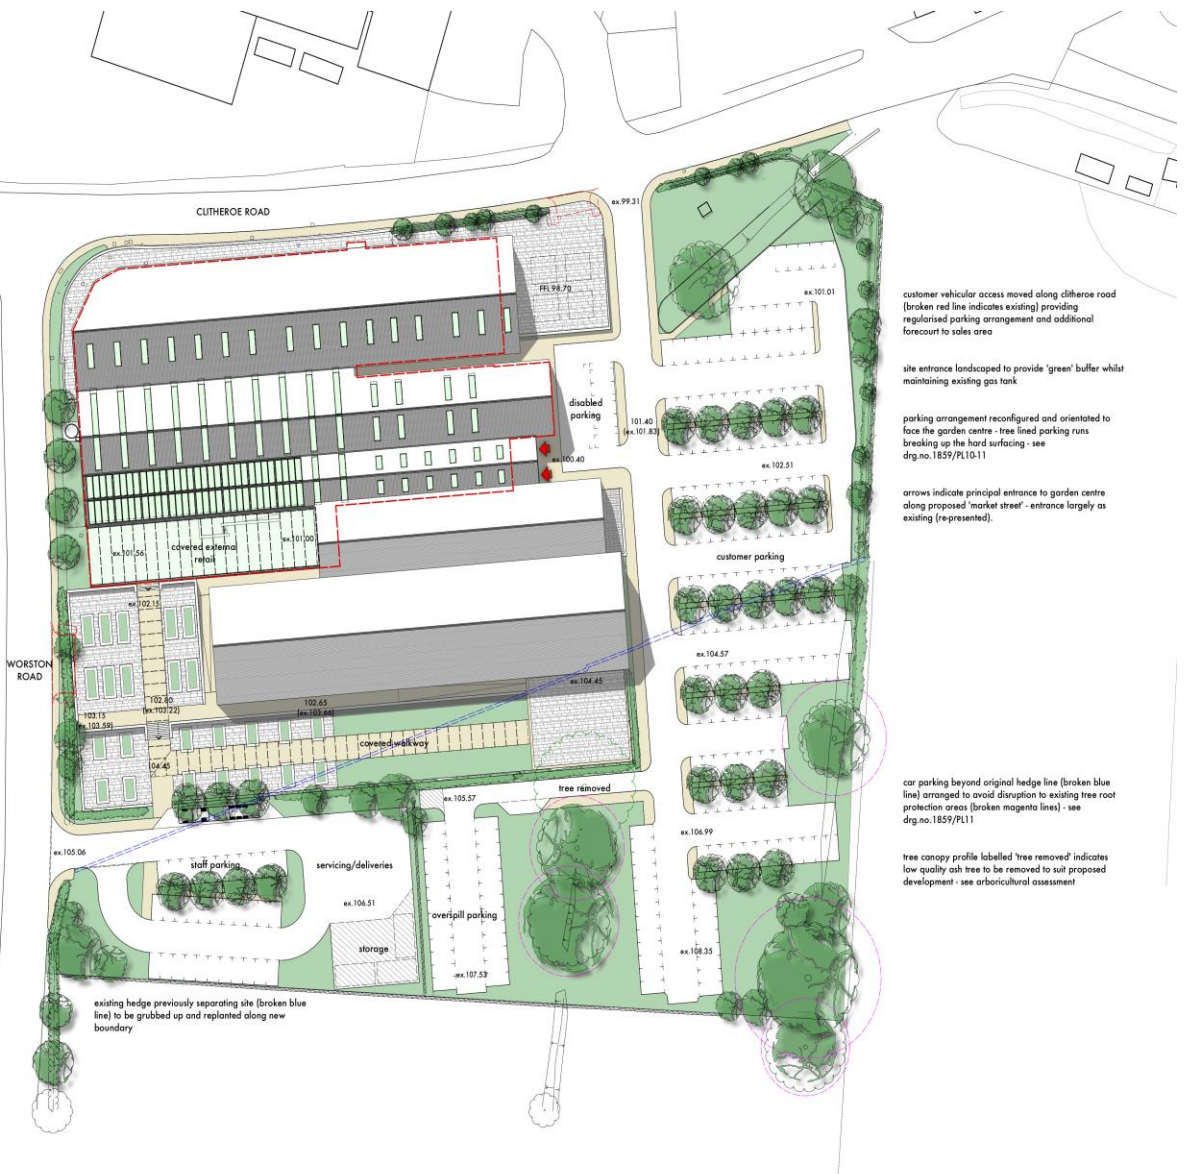 CLITHEROE ROAD
ex.99.31
FFL 98.70
ex.101.01
customer vehicular access moved along clitheroe road
(broken red line indicates existing) providing
regularised parking arrangement and additional
forecourt to sales area
site entrance landscaped to provide 'green' buffer whilst
maintaining existing gas tank
disabled
parking
101.40
(ex.101.83)
parking arrangement reconfigured and orientated to
face the garden centre - tree lined parking runs
breaking up the hard surfacing - see
drg.no.1859/PL10-11
ex.100.40
ex.102.51
arrows indicate principal entrance to garden centre
along proposed 'market street' - entrance largely as
existing (re-presented).
ex.101.56
covered external
retail
ex.101.00
customer parking
ex.102.15
WORSTON
ROAD
ex.104.57
ex.104.45
102.80
(ex.103.22)
102.65
(ex.103.66)
103.15
(ex.103.59)
covered walkway
104.45
tree removed
ex.105.57
car parking beyond original hedge line (broken blue
line) arranged to avoid disruption to existing tree root
protection areas (broken magenta lines) - see
drg.no.1859/PL11
ex.106.99
ex.105.06
staff parking
servicing/deliveries
tree canopy profile labelled 'tree removed' indicates
low quality ash tree to be removed to suit proposed
development - see arboricultural assessment
ex.106.51
overspill parking
storage
ex.108.35
ex.107.53
existing hedge previously separating site (broken blue
line) to be grubbed up and replanted along new
boundary